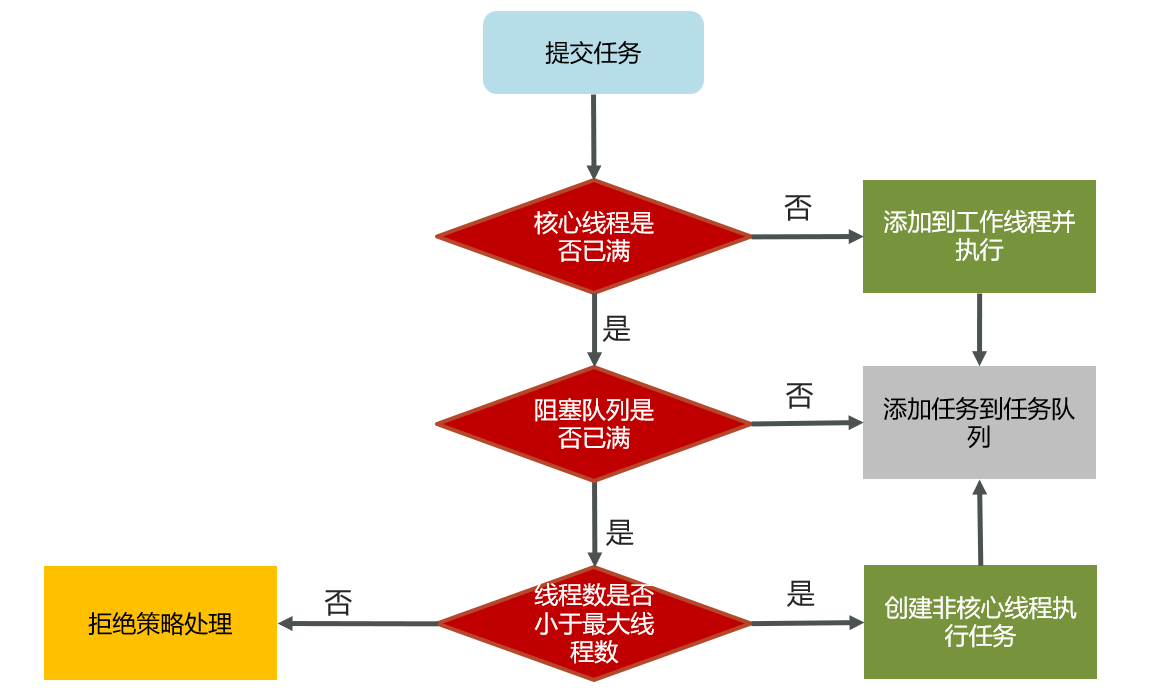 提交任务
核心线程是
否已满
否
添加到工作线程并
执行
是
阻塞队列是
否已满
否
添加任务到任务队
列
是
线程数是否
小于最大线
程数
否
拒绝策略处理
是
创建非核心线程执
行任务